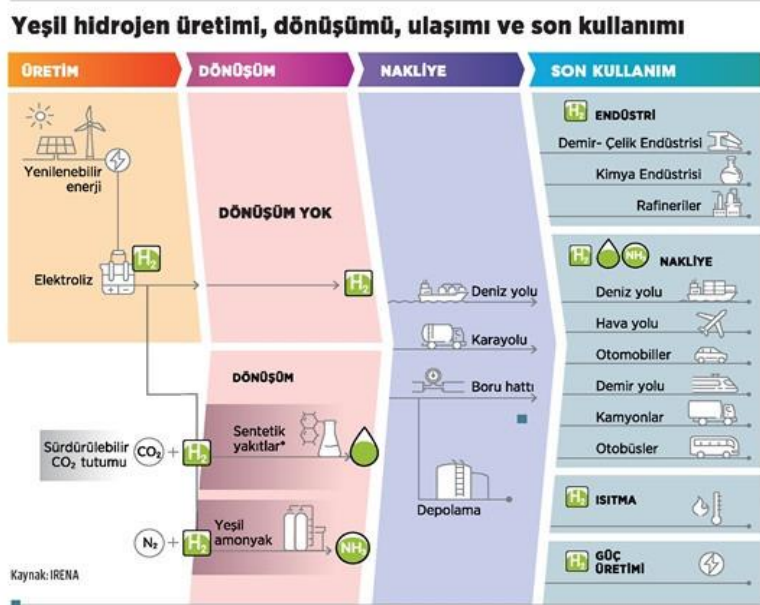 Yeşil hidrojen üretimi, dönüşümü, ulaşımı ve son kullanımı
ÜRETİM
DÖNÜŞÜM
NAKLİYE
SON KULLANIM
Yenilenebilir
enerji
Elektroliz
H₂
DÖNÜŞÜM YOK
H₂
DÖNÜŞÜM
Sürdürülebilir
CO₂ tutumu
CO₂ + H₂
Sentetik
yakıtlar*
N₂ + H₂
Yeşil
amonyak
NH₃
Deniz yolu
Karayolu
Boru hattı
Depolama
H₂ ENDÜSTRİ
Demir- Çelik Endüstrisi
Kimya Endüstrisi
Rafineriler
H₂ NH₃ NAKLİYE
Deniz yolu
Hava yolu
Otomobiller
Demir yolu
Kamyonlar
Otobüsler
H₂ ISITMA
H₂ GÜÇ
ÜRETİMİ
Kaynak: IRENA